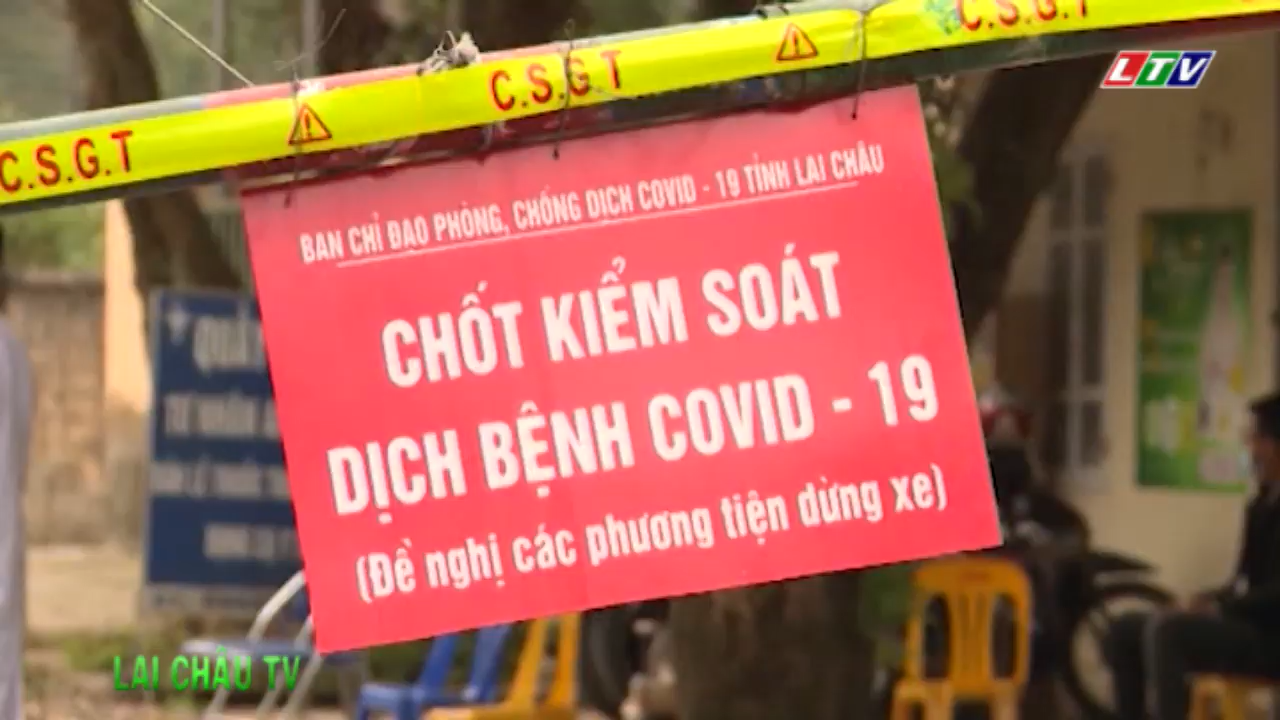 C.S.G.T
C.S.G.T
C.S.G.T
LTV
BAN CHỈ ĐẠO PHÒNG, CHỐNG DỊCH COVID - 19 TỈNH LAI CHÂU
CHỐT KIỂM SOÁT
DỊCH BỆNH COVID - 19
(Đề nghị các phương tiện dừng xe)
LAI CHÂU TV